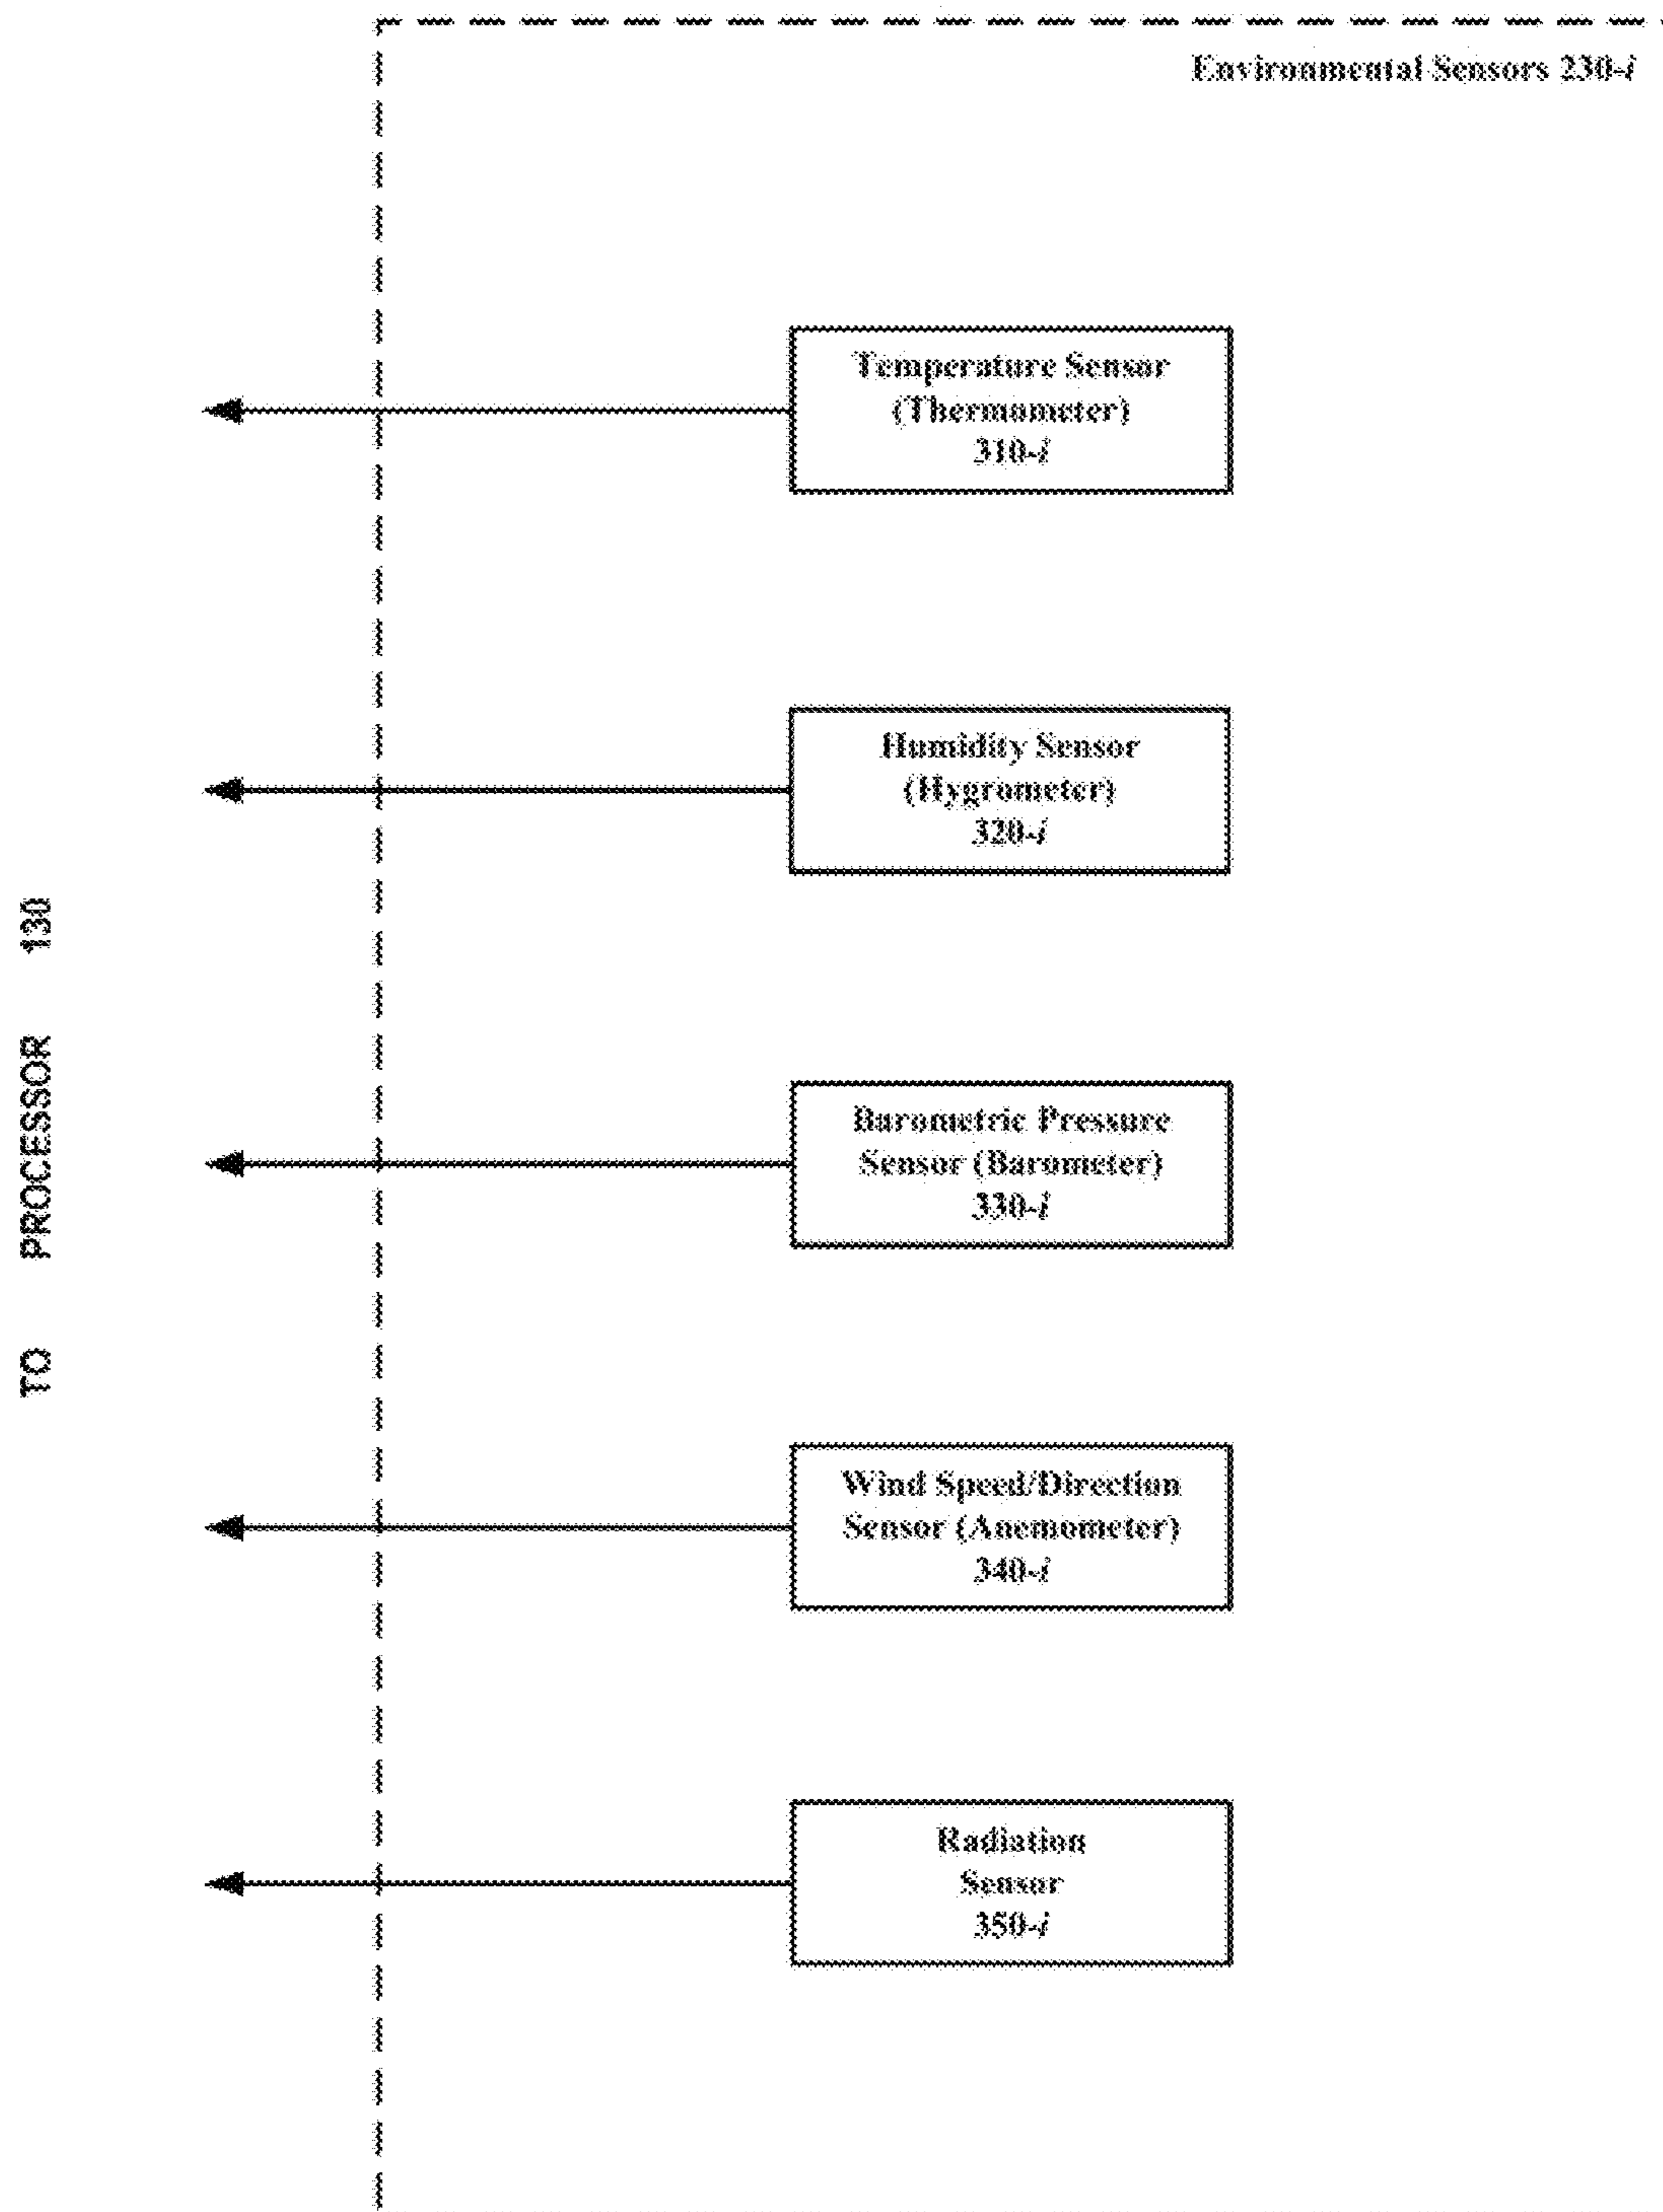 Environmental Sensors 230-i
Temperature Sensor
(Thermometer)
310-i
Humidity Sensor
(Hygrometer)
320-i
Barometric Pressure
Sensor (Barometer)
330-i
Wind Speed/Direction
Sensor (Anemometer)
340-i
Radiation
Sensor
350-i
TO PROCESSOR 130